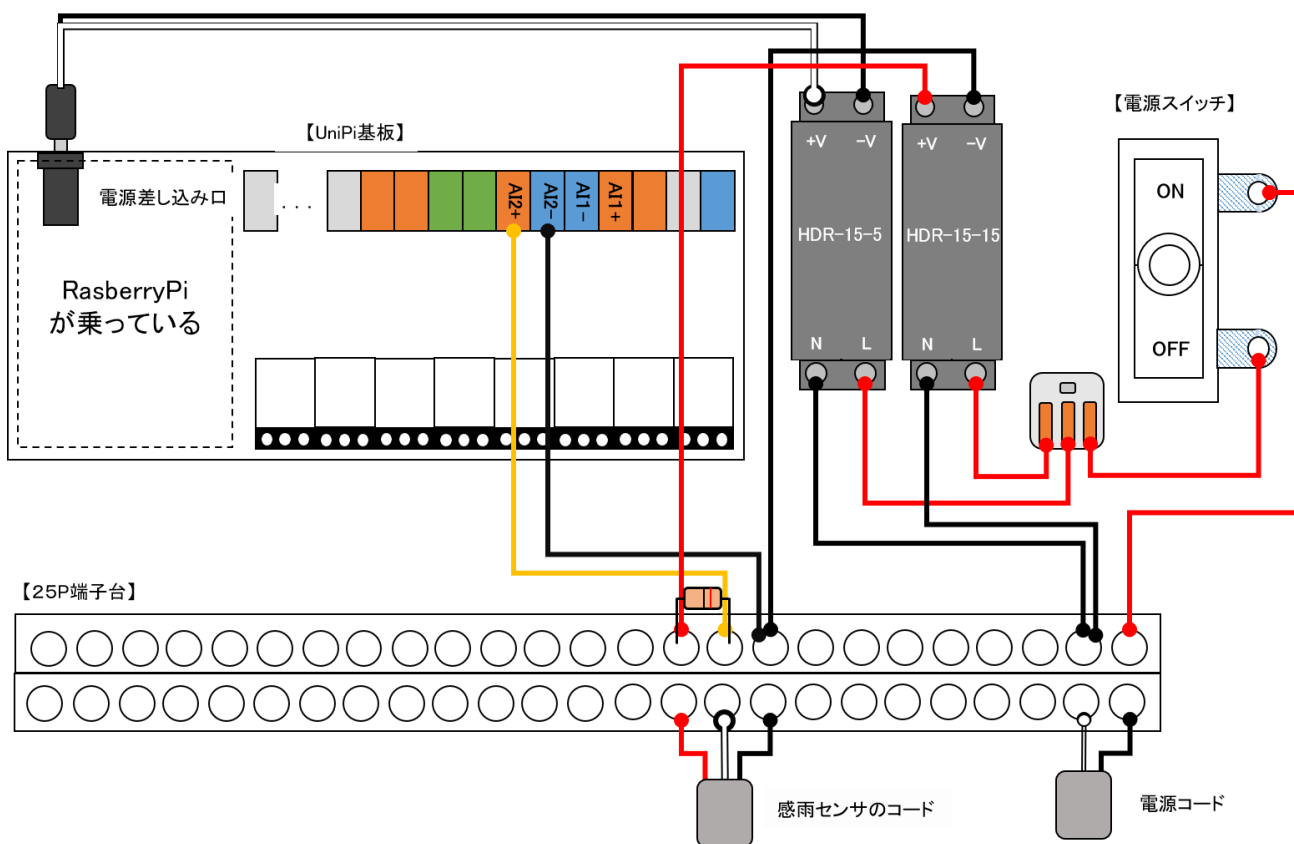 【UniPi基板】
【電源スイッチ】
電源差し込み口
. . .
AI2+
AI2-
AI1-
AI1+
RasberryPi
が乗っている
+V
-V
+V
-V
HDR-15-5
HDR-15-15
N
L
N
L
ON
OFF
【25P端子台】
感雨センサのコード
電源コード